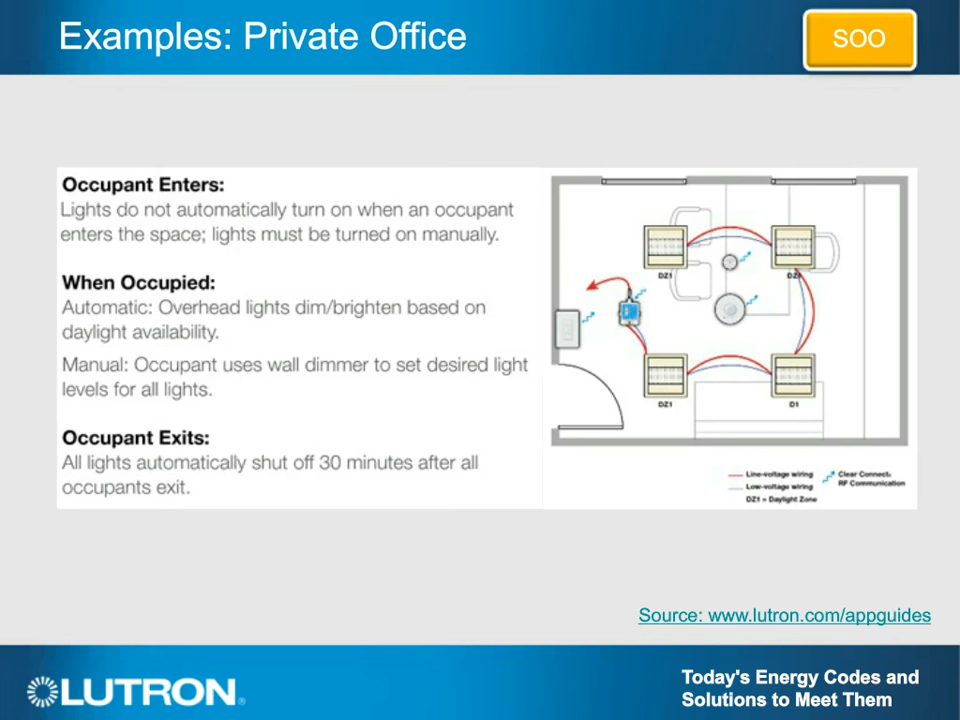 Examples: Private Office
SOO
Occupant Enters:
Lights do not automatically turn on when an occupant
enters the space; lights must be turned on manually.
When Occupied:
Automatic: Overhead lights dim/brighten based on
daylight availability.
Manual: Occupant uses wall dimmer to set desired light
levels for all lights.
Occupant Exits:
All lights automatically shut off 30 minutes after all
occupants exit.
DZ1
DZ1
D1
Line-voltage wiring
Low-voltage wiring
DZ1 = Daylight Zone
Clear Connect®
RF Communication
Source: www.lutron.com/appguides
LUTRON®
Today's Energy Codes and
Solutions to Meet Them